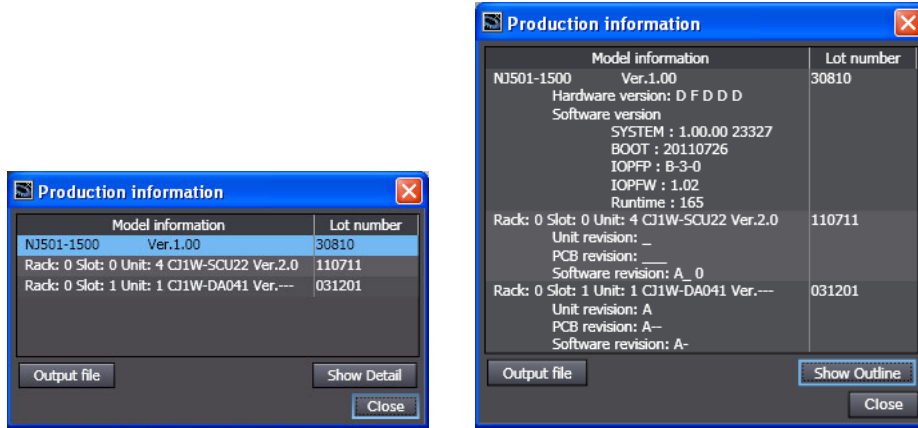 Production information
Model information Lot number
NJ501-1500 Ver.1.00 30810
Rack: 0 Slot: 0 Unit: 4 CJ1W-SCU22 Ver.2.0 110711
Rack: 0 Slot: 1 Unit: 1 CJ1W-DA041 Ver.--- 031201
Output file Show Detail
Close
Production information
Model information Lot number
NJ501-1500 Ver.1.00 30810
Hardware version: D F D D D
Software version
SYSTEM : 1.00.00 23327
BOOT : 20110726
IOPFP : B-3-0
IOPFW : 1.02
Runtime : 165
Rack: 0 Slot: 0 Unit: 4 CJ1W-SCU22 Ver.2.0 110711
Unit revision: _
PCB revision: ___
Software revision: A_ 0
Rack: 0 Slot: 1 Unit: 1 CJ1W-DA041 Ver.--- 031201
Unit revision: A
PCB revision: A--
Software revision: A-
Output file Show Outline
Close